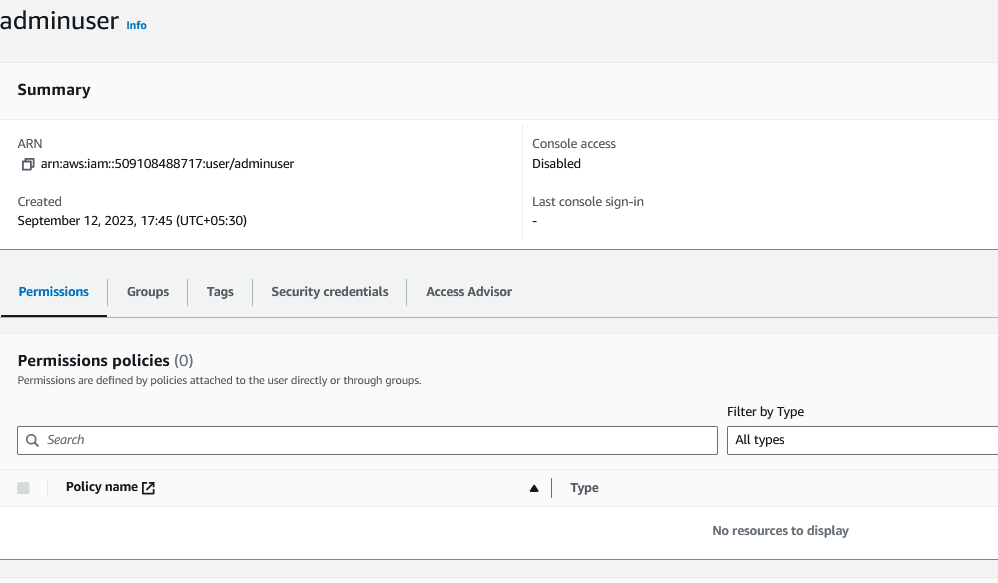 adminuser Info
Summary
ARN
arn:aws:iam::509108488717:user/adminuser
Created
September 12, 2023, 17:45 (UTC+05:30)
Console access
Disabled
Last console sign-in
-
Permissions Groups Tags Security credentials Access Advisor
Permissions policies (0)
Permissions are defined by policies attached to the user directly or through groups.
Filter by Type
Search All types
Policy name Type
No resources to display